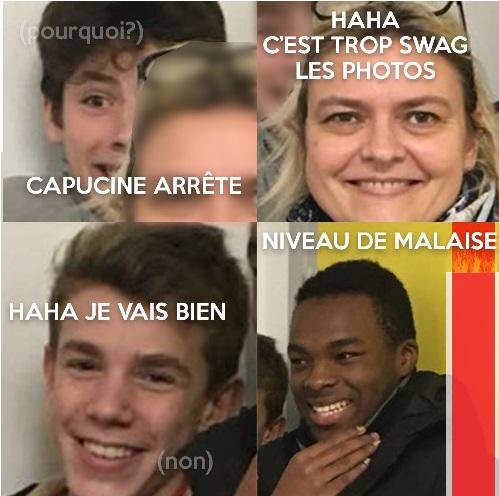 (pourquoi?)
CAPUCINE ARRÊTE
HAHA
C'EST TROP SWAG
LES PHOTOS
HAHA JE VAIS BIEN
(non)
NIVEAU DE MALAISE